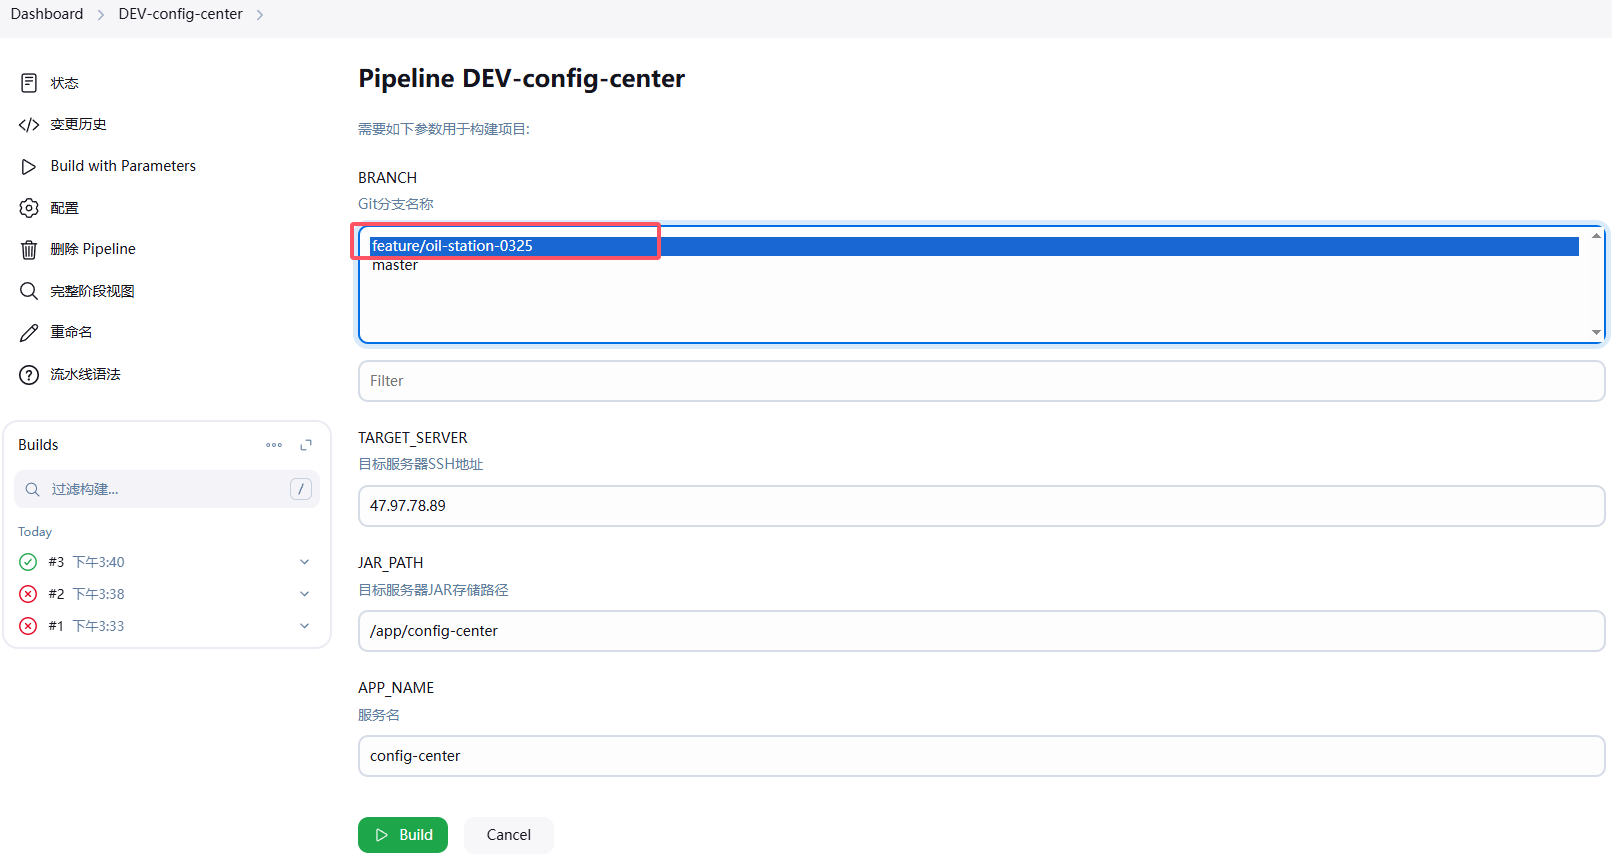 Dashboard
DEV-config-center
状态
变更历史
Build with Parameters
配置
删除 Pipeline
完整阶段视图
重命名
流水线语法
Builds
过滤构建...
/
Today
#3 下午3:40
#2 下午3:38
#1 下午3:33
Pipeline DEV-config-center
需要如下参数用于构建项目:
BRANCH
Git分支名称
feature/oil-station-0325
master
Filter
TARGET_SERVER
目标服务器SSH地址
47.97.78.89
JAR_PATH
目标服务器JAR存储路径
/app/config-center
APP_NAME
服务名
config-center
Build
Cancel